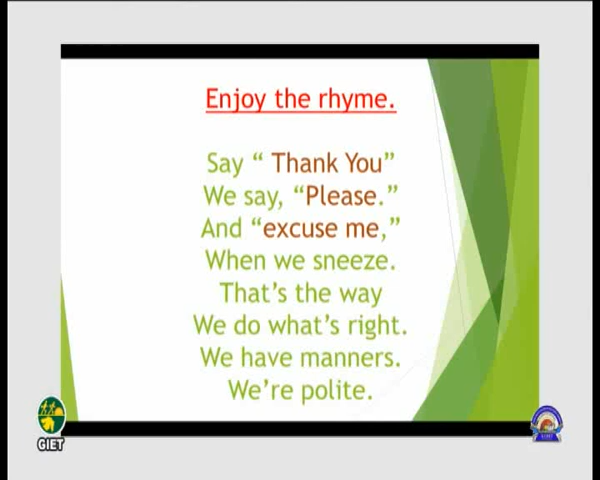 Enjoy the rhyme.
Say “ Thank You”
We say, “Please.”
And “excuse me,”
When we sneeze.
That’s the way
We do what’s right.
We have manners.
We’re polite.
GIET